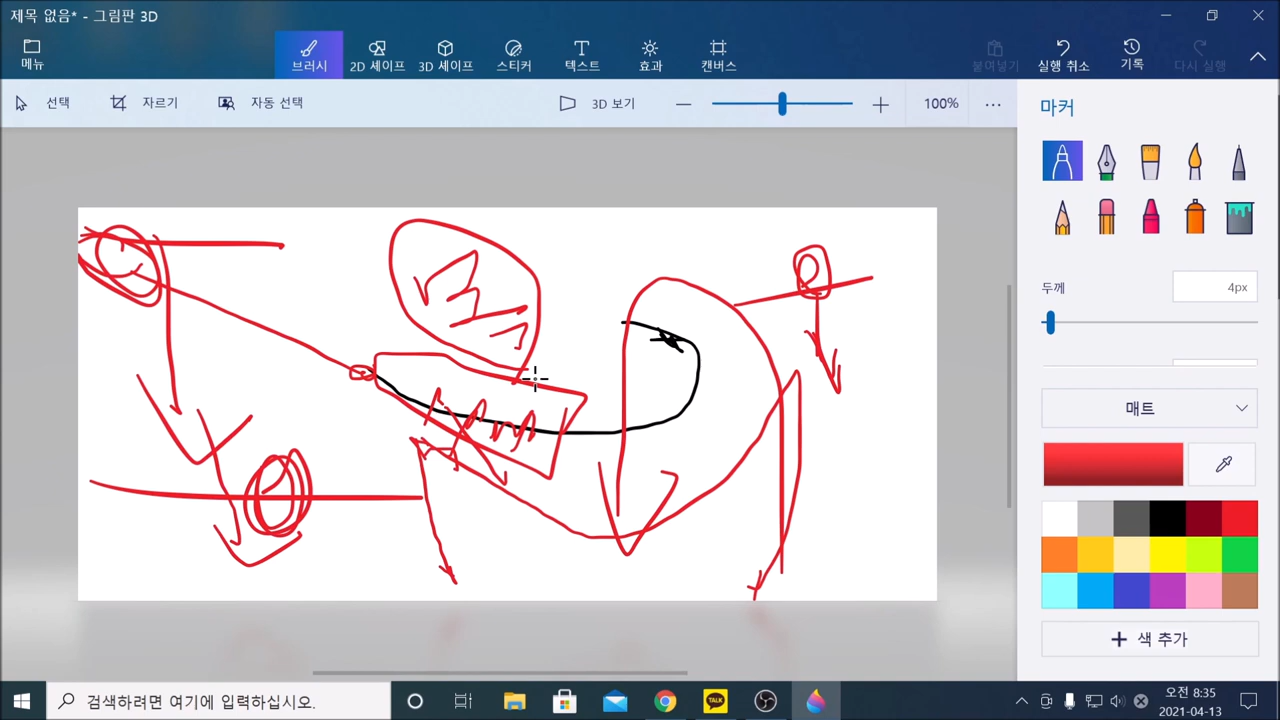 제목 없음* - 그림판 3D
메뉴
브러시
2D 셰이프
3D 셰이프
스티커
텍스트
효과
캔버스
붙여넣기
실행 취소
기록
다시 실행
선택
자르기
자동 선택
3D 보기
100%
마커
두께
4px
매트
색 추가
검색하려면 여기에 입력하십시오.
TALK
오전 8:35
2021-04-13